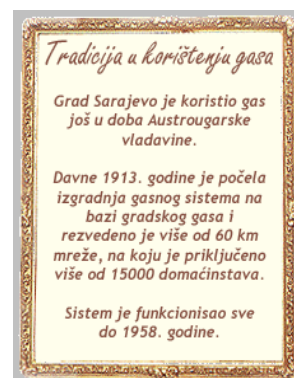 Tradicija u korištenju gasa
Grad Sarajevo je koristio gas
još u doba Austrougarske
vladavine.
Davne 1913. godine je počela
izgradnja gasnog sistema na
bazi gradskog gasa i
rezvedeno je više od 60 km
mreže, na koju je priključeno
više od 15000 domaćinstava.
Sistem je funkcionisao sve
do 1958. godine.